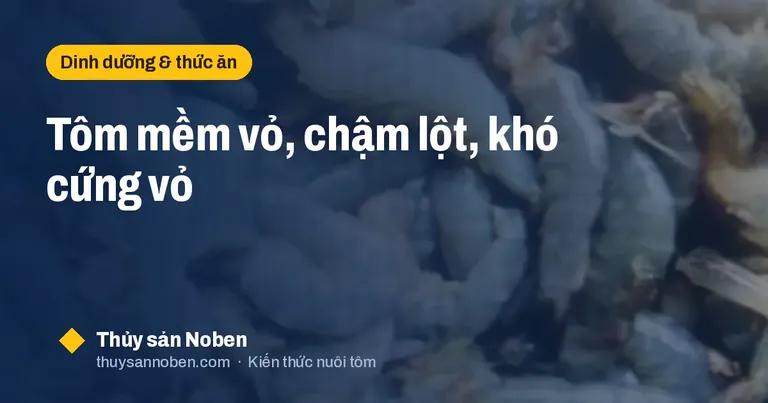 Dinh dưỡng & thức ăn
Tôm mềm vỏ, chậm lột, khó
cứng vỏ
Thủy sản Noben
thuysannoben.com · Kiến thức nuôi tôm